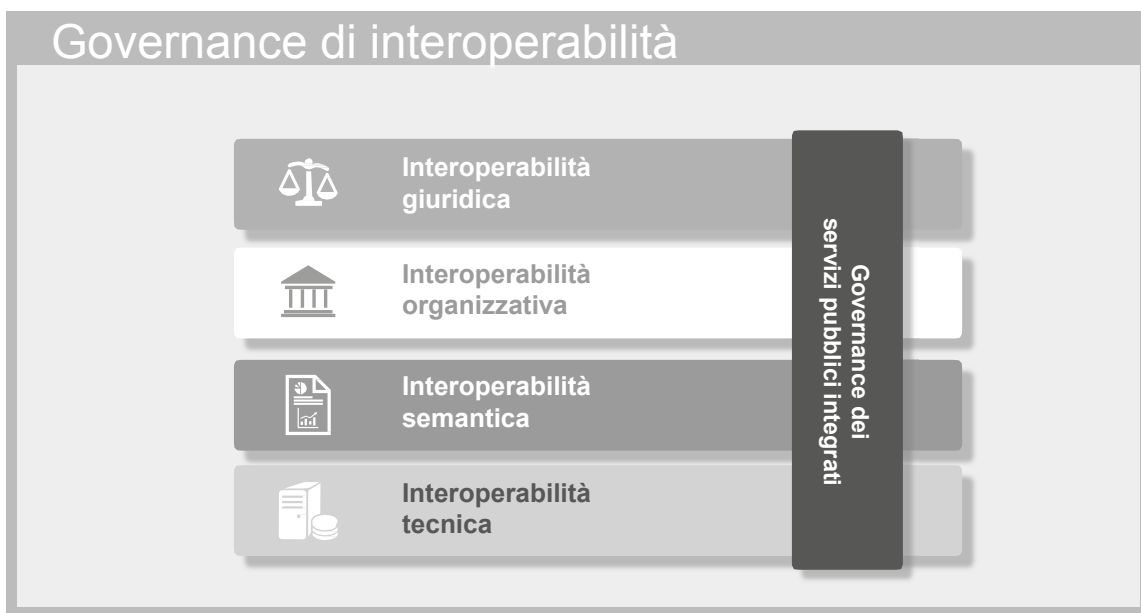 Governance di interoperabilità
Interoperabilità
giuridica
Interoperabilità
organizzativa
Interoperabilità
semantica
Interoperabilità
tecnica
Governance dei
servizi pubblici integrati